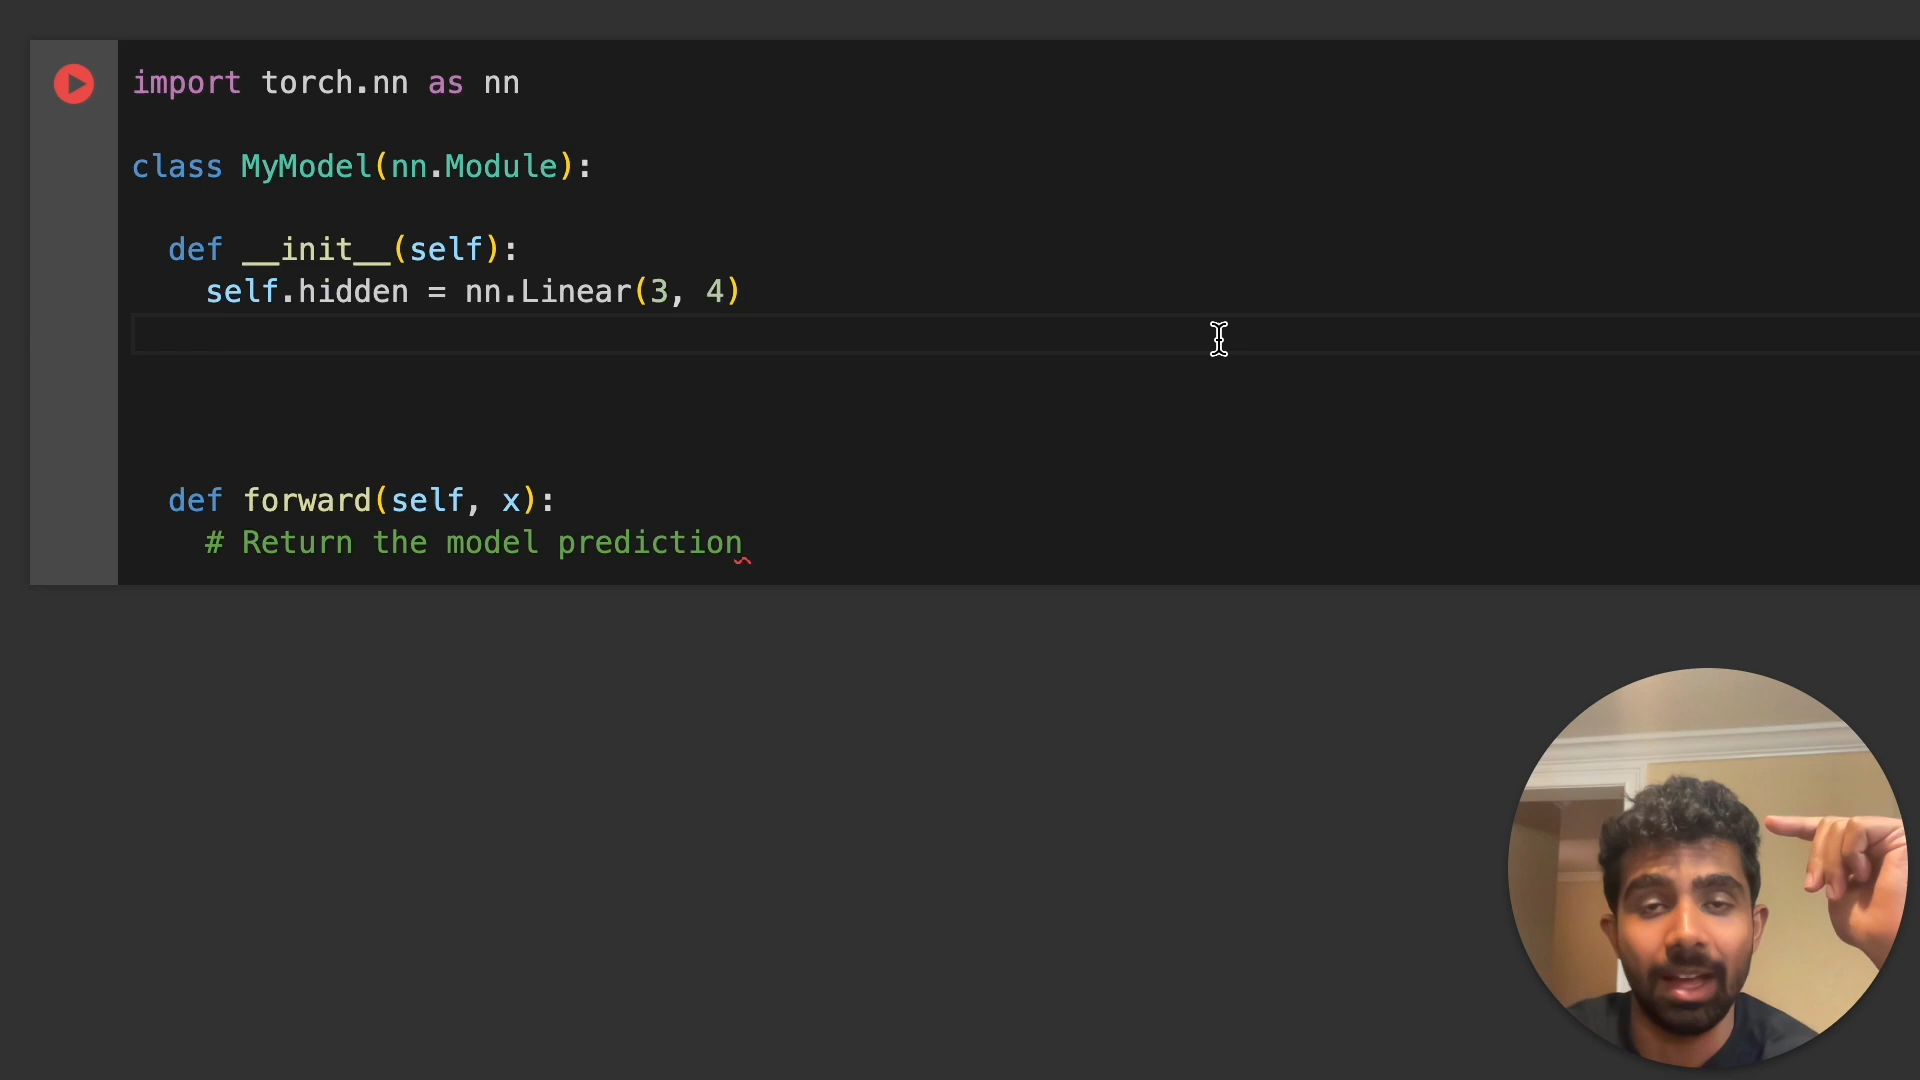 import torch.nn as nn
class MyModel(nn.Module):
def __init__(self):
self.hidden = nn.Linear(3, 4)
def forward(self, x):
# Return the model prediction